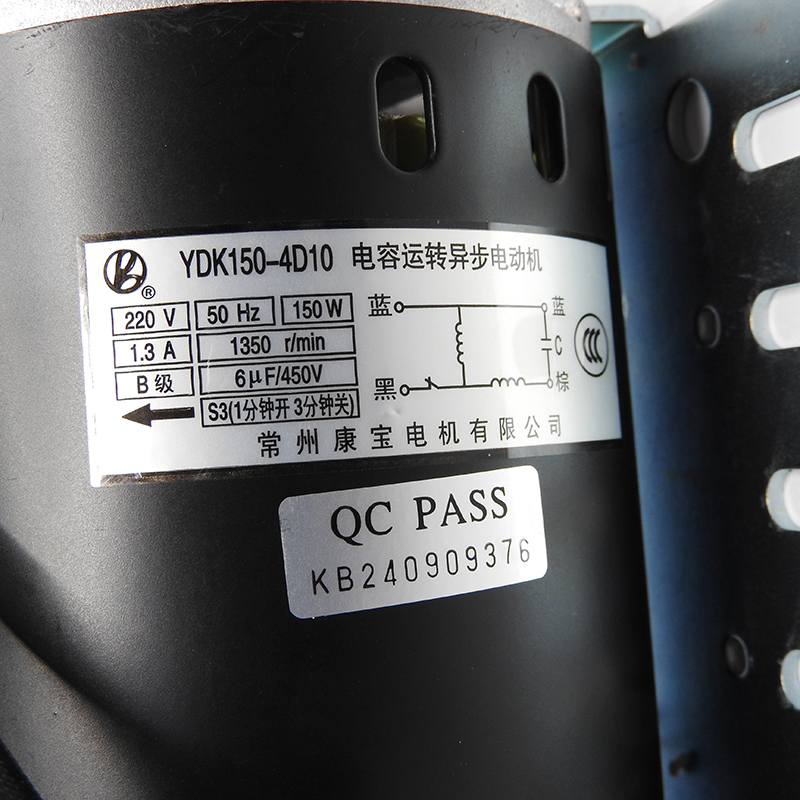 YDK150-4D10 电容运转异步电动机
®
220 V 50 Hz 150 W
1.3 A 1350 r/min
B 级 6μF/450V
S3(1分钟开 3分钟关)
蓝 蓝
C
黑 棕
CCC
常州康宝电机有限公司
QC PASS
KB240909376